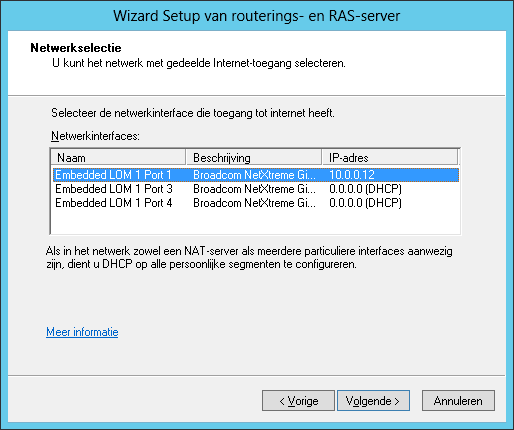 Wizard Setup van routerings- en RAS-server
Netwerkselectie
U kunt het netwerk met gedeelde Internet-toegang selecteren.
Selecteer de netwerkinterface die toegang tot internet heeft.
Netwerkinterfaces:
Naam Beschrijving IP-adres
Embedded LOM 1 Port 1 Broadcom NetXtreme Gi... 10.0.0.12
Embedded LOM 1 Port 3 Broadcom NetXtreme Gi... 0.0.0.0 (DHCP)
Embedded LOM 1 Port 4 Broadcom NetXtreme Gi... 0.0.0.0 (DHCP)
Als in het netwerk zowel een NAT-server als meerdere particuliere interfaces aanwezig
zijn, dient u DHCP op alle persoonlijke segmenten te configureren.
Meer informatie
< Vorige Volgende > Annuleren